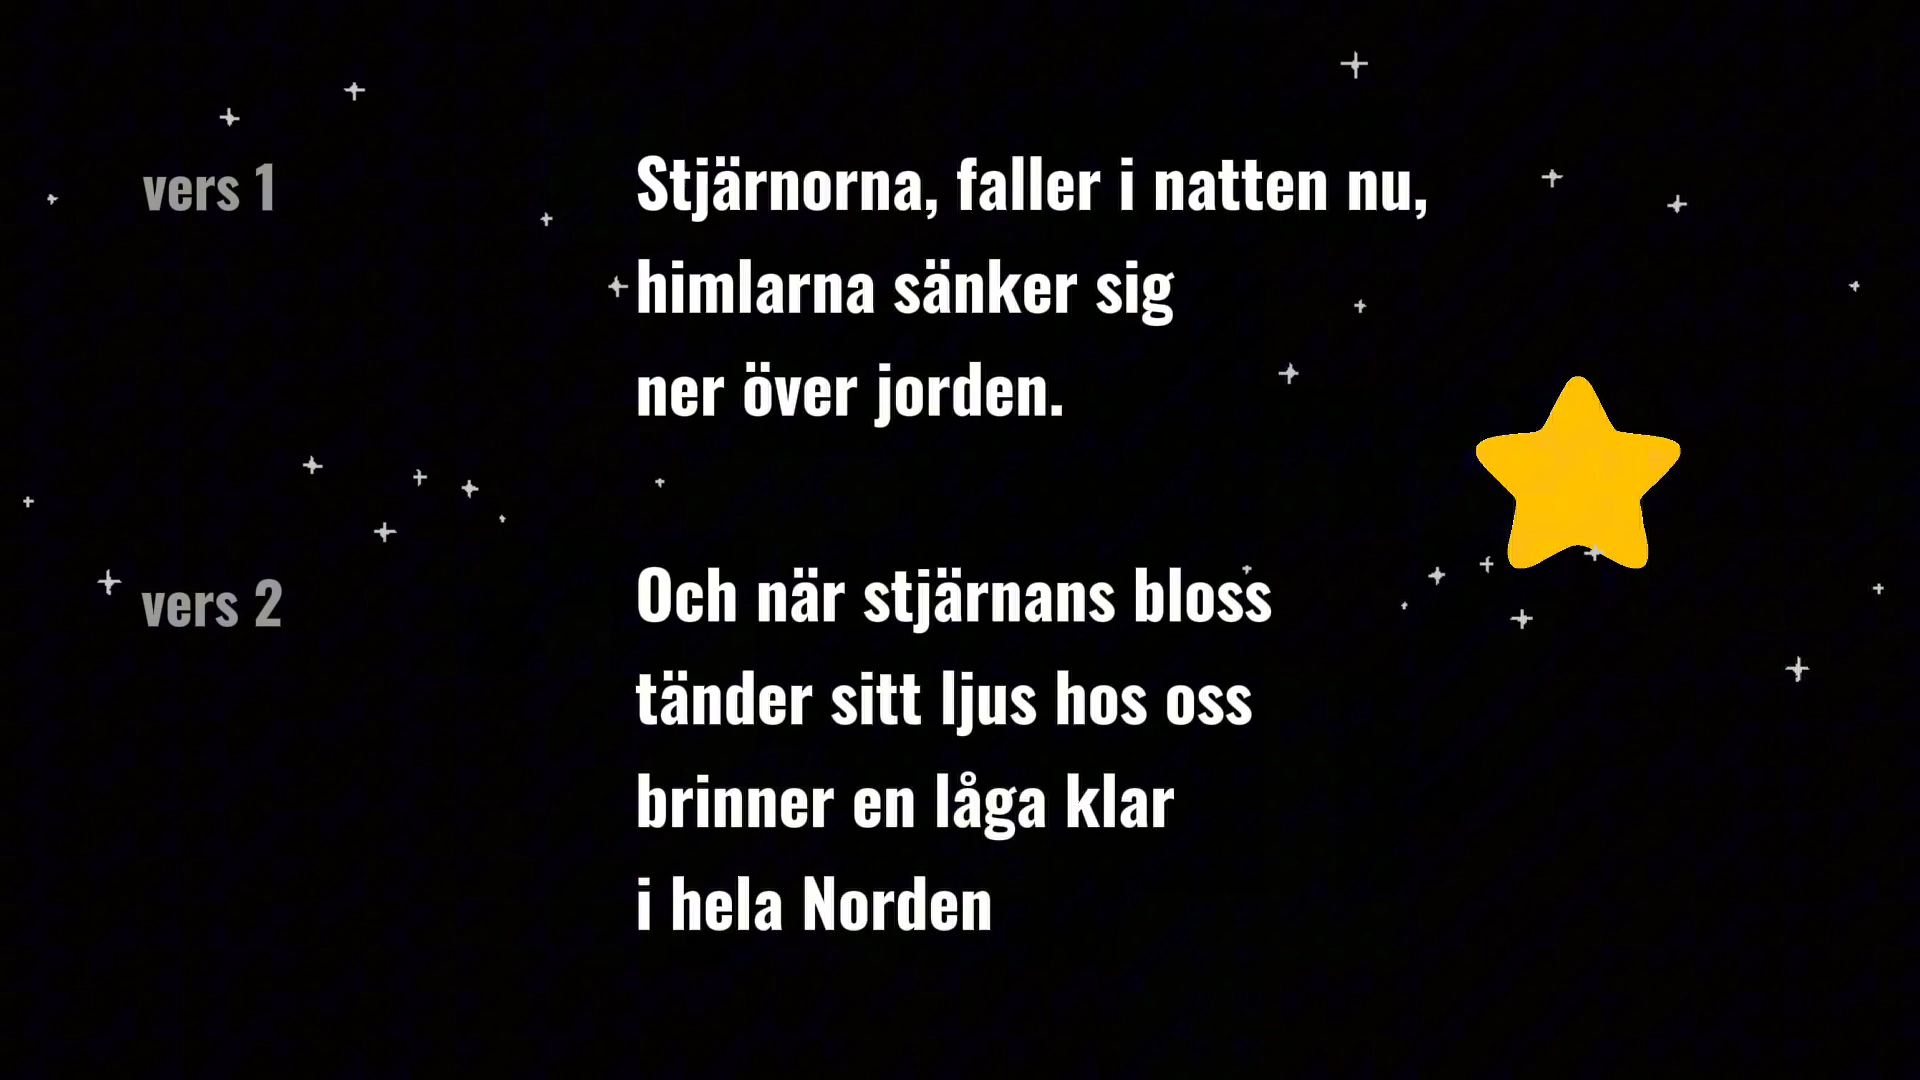 vers 1
Stjärnorna, faller i natten nu,
himlarna sänker sig
ner över jorden.
vers 2
Och när stjärnans bloss
tänder sitt ljus hos oss
brinner en låga klar
i hela Norden